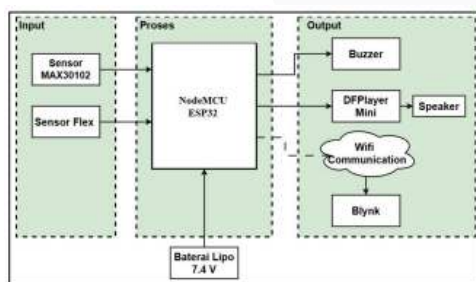 Input
Proses
Output
Sensor
MAX30102
Sensor Flex
NodeMCU
ESP32
Buzzer
DFPlayer
Mini
Speaker
Wifi
Communication
Blynk
Baterai Lipo
7.4 V